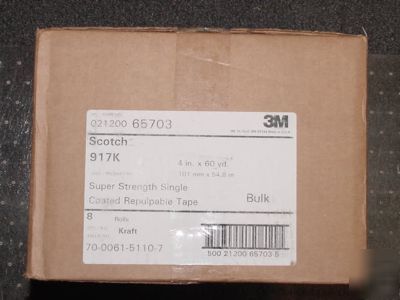 021200 65703
3M
Scotch
917K
4 in. x 60 yd.
101 mm x 54.8 m
Super Strength Single
Coated Repulpable Tape
Bulk
8 Rolls
Kraft
70-0061-5110-7
500 21200 65703 5